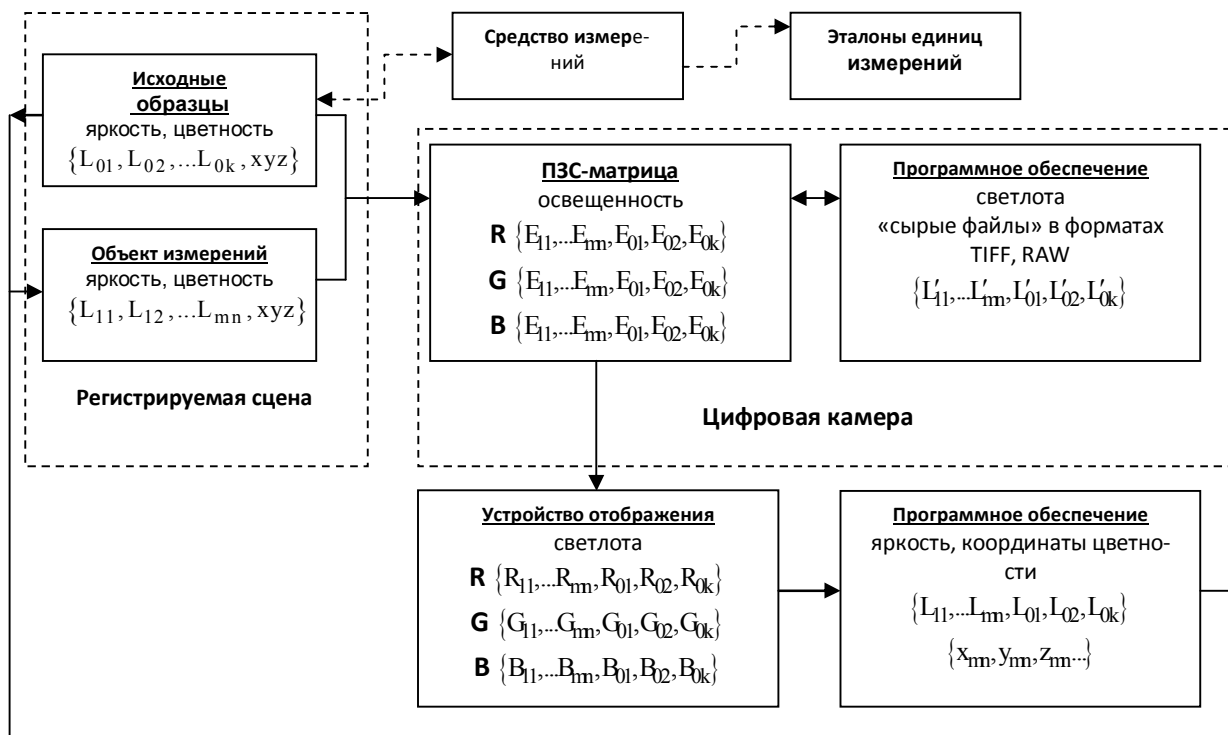 Средство измере-
ний
Эталоны единиц
измерений
Исходные
образцы
яркость, цветность
{L₀₁, L₀₂, ...L₀ₖ, xyz}
Объект измерений
яркость, цветность
{L₁₁, L₁₂, ...Lₘₙ, xyz}
Регистрируемая сцена
ПЗС-матрица
освещенность
R {E₁₁,...Eₘₙ,E₀₁,E₀₂,E₀ₖ}
G {E₁₁,...Eₘₙ,E₀₁,E₀₂,E₀ₖ}
B {E₁₁,...Eₘₙ,E₀₁,E₀₂,E₀ₖ}
Программное обеспечение
светлота
«сырые файлы» в форматах
TIFF, RAW
{L′₁₁,...L′ₘₙ,L′₀₁,L′₀₂,L′₀ₖ}
Цифровая камера
Устройство отображения
светлота
R {R₁₁,...Rₘₙ,R₀₁,R₀₂,R₀ₖ}
G {G₁₁,...Gₘₙ,G₀₁,G₀₂,G₀ₖ}
B {B₁₁,...Bₘₙ,B₀₁,B₀₂,B₀ₖ}
Программное обеспечение
яркость, координаты цветно-
сти
{L₁₁,...Lₘₙ,L₀₁,L₀₂,L₀ₖ}
{xₘₙ,yₘₙ,zₘₙ...}